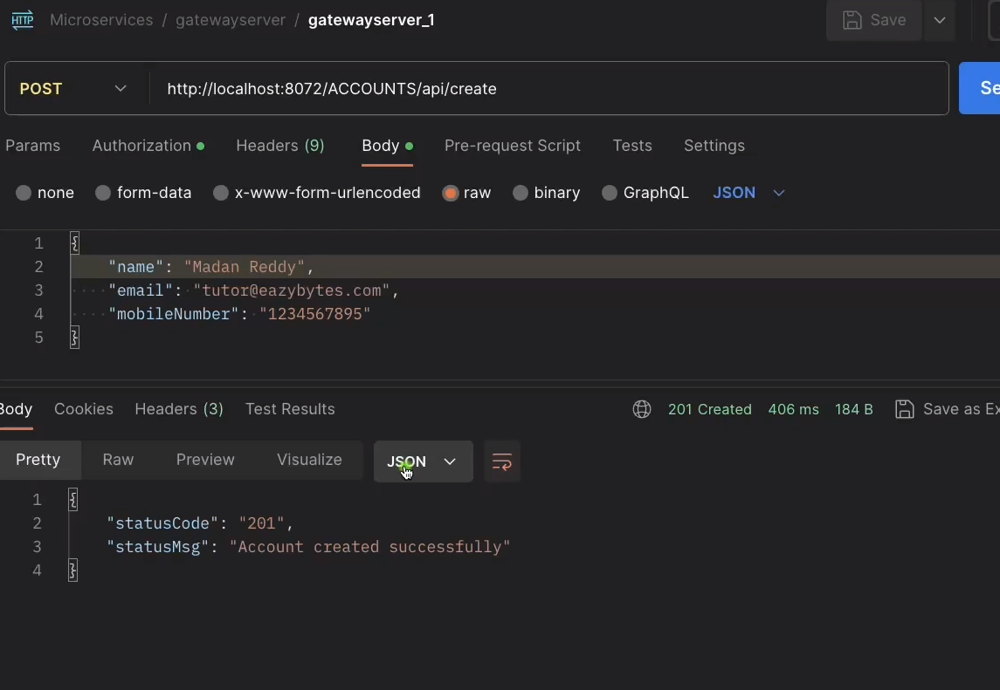 HTTP Microservices / gatewayserver / gatewayserver_1 Save
POST http://localhost:8072/ACCOUNTS/api/create Se
Params Authorization Headers (9) Body Pre-request Script Tests Settings
none form-data x-www-form-urlencoded raw binary GraphQL JSON
1 {
2 "name": "Madan Reddy",
3 "email": "tutor@eazybytes.com",
4 "mobileNumber": "1234567895"
5 }
Body Cookies Headers (3) Test Results 201 Created 406 ms 184 B Save as Ex
Pretty Raw Preview Visualize JSON
1 {
2 "statusCode": "201",
3 "statusMsg": "Account created successfully"
4 }